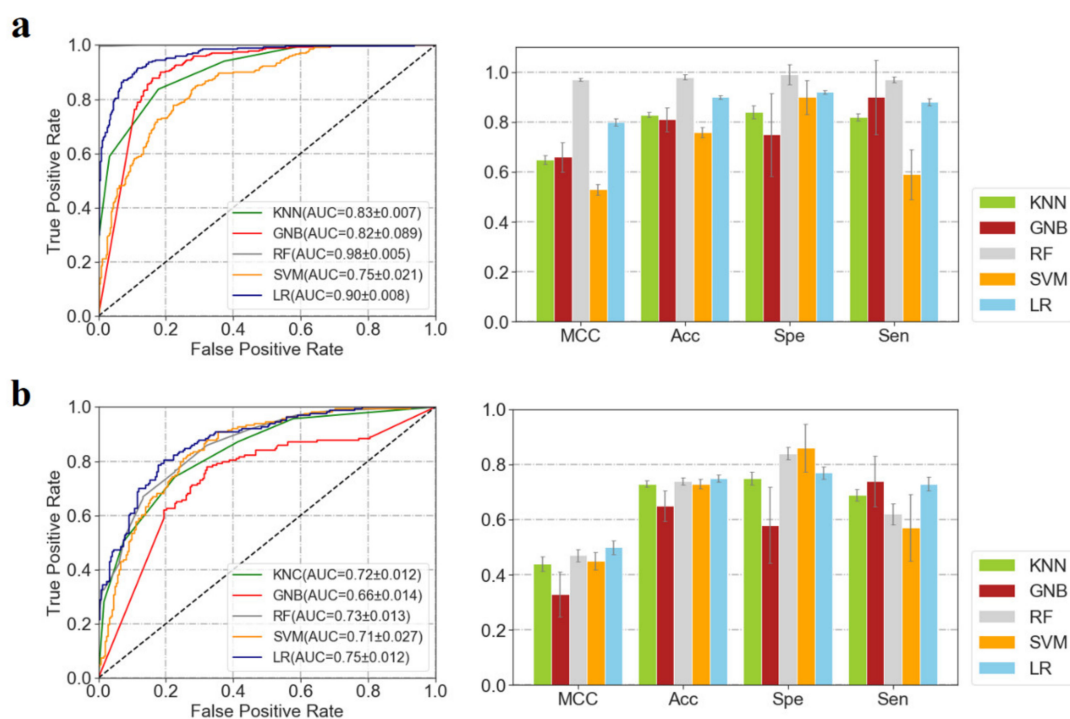 a
1.0
0.8
0.6
0.4
0.2
0.0
True Positive Rate
KNN(AUC=0.83±0.007)
GNB(AUC=0.82±0.089)
RF(AUC=0.98±0.005)
SVM(AUC=0.75±0.021)
LR(AUC=0.90±0.008)
0.0 0.2 0.4 0.6 0.8 1.0
False Positive Rate
1.0
0.8
0.6
0.4
0.2
0.0
MCC Acc Spe Sen
KNN
GNB
RF
SVM
LR
b
1.0
0.8
0.6
0.4
0.2
0.0
True Positive Rate
KNC(AUC=0.72±0.012)
GNB(AUC=0.66±0.014)
RF(AUC=0.73±0.013)
SVM(AUC=0.71±0.027)
LR(AUC=0.75±0.012)
0.0 0.2 0.4 0.6 0.8 1.0
False Positive Rate
1.0
0.8
0.6
0.4
0.2
0.0
MCC Acc Spe Sen
KNN
GNB
RF
SVM
LR